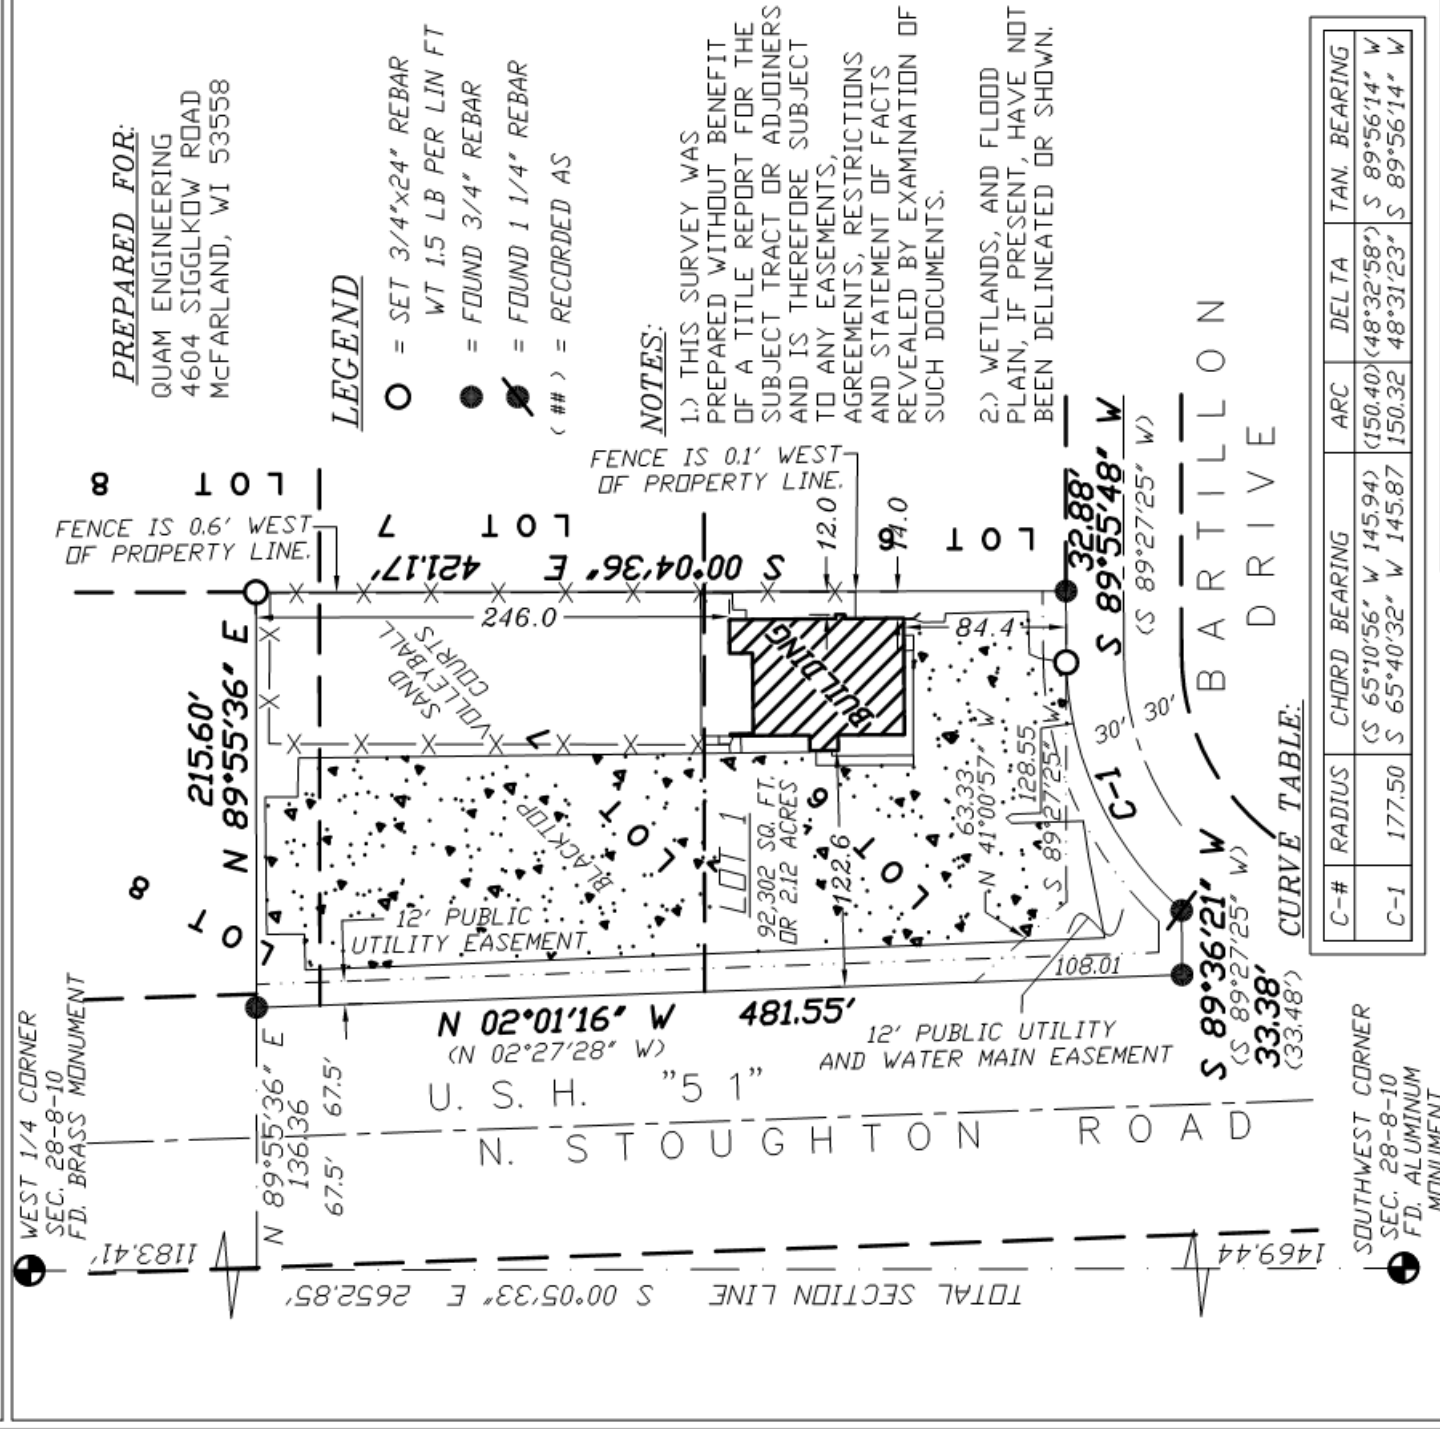 PREPARED FOR:
QUAM ENGINEERING
4604 SIGGLKOW ROAD
McFARLAND, WI 53558
LEGEND
= SET 3/4"x24" REBAR
WT 1.5 LB PER LIN FT
= FOUND 3/4" REBAR
= FOUND 1 1/4" REBAR
( ## ) = RECORDED AS
NOTES:
1.) THIS SURVEY WAS
PREPARED WITHOUT BENEFIT
OF A TITLE REPORT FOR THE
SUBJECT TRACT OR ADJOINERS
AND IS THEREFORE SUBJECT
TO ANY EASEMENTS,
AGREEMENTS, RESTRICTIONS
AND STATEMENT OF FACTS
REVEALED BY EXAMINATION OF
SUCH DOCUMENTS.
2.) WETLANDS, AND FLOOD
PLAIN, IF PRESENT, HAVE NOT
BEEN DELINEATED OR SHOWN.
LOT 8
FENCE IS 0.6' WEST
OF PROPERTY LINE.
LOT 7
FENCE IS 0.1' WEST
OF PROPERTY LINE.
LOT 6
S 00°04'36" E 421.17'
12.0
14.0
246.0
84.4
215.60'
N 89°55'36" E
SAND
VOLLEYBALL
COURTS
BUILDING
BLACKTOP
LOT 7
LOT 6
LOT 8
LOT 1
92,302 SQ. FT.
OR 2.12 ACRES
122.6
63.33
N 41°00'57" W
128.55
S 89°27'25" W
12' PUBLIC
UTILITY EASEMENT
108.01
12' PUBLIC UTILITY
AND WATER MAIN EASEMENT
N 02°01'16" W 481.55'
(N 02°27'28" W)
32.88'
S 89°55'48" W
(S 89°27'25" W)
30'
30'
C-1
BARTILLON
DRIVE
S 89°36'21" W
(S 89°27'25" W)
33.38'
(33.48')
U. S. H. "51"
N. STOUGHTON ROAD
N 89°55'36" E
136.36
67.5' 67.5'
WEST 1/4 CORNER
SEC. 28-8-10
FD. BRASS MONUMENT
1183.41'
TOTAL SECTION LINE S 00°05'33" E 2652.85'
1469.44'
SOUTHWEST CORNER
SEC. 28-8-10
FD. ALUMINUM
MONUMENT
CURVE TABLE:
C-# RADIUS CHORD BEARING ARC DELTA TAN. BEARING
(S 65°10'56" W 145.94) (150.40) (48°32'58") S 89°56'14" W
C-1 177.50 S 65°40'32" W 145.87 150.32 48°31'23" S 89°56'14" W